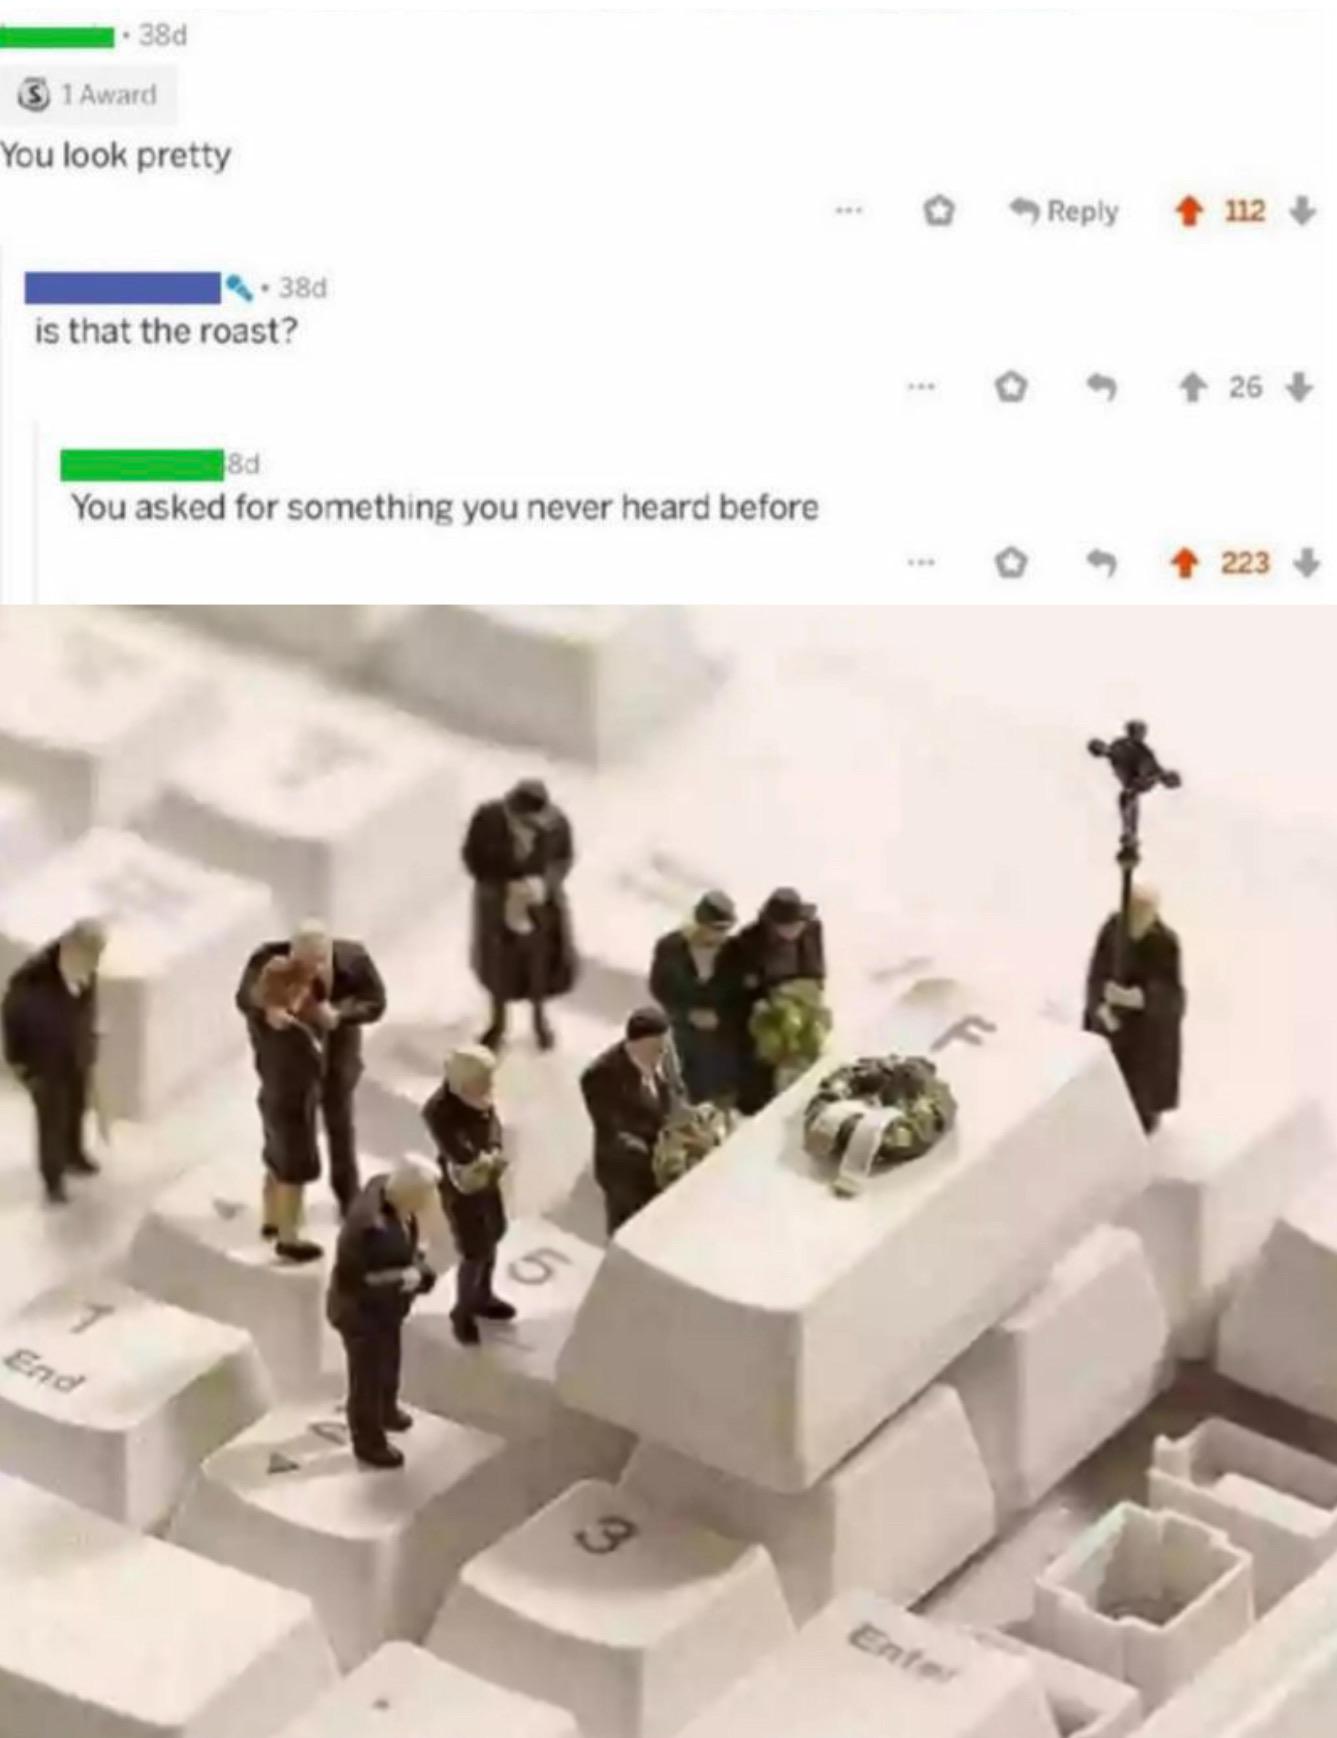 • 38d
1 Award
You look pretty
Reply 112
• 38d
is that the roast?
26
8d
You asked for something you never heard before
223
F
5
1
End
3
Enter